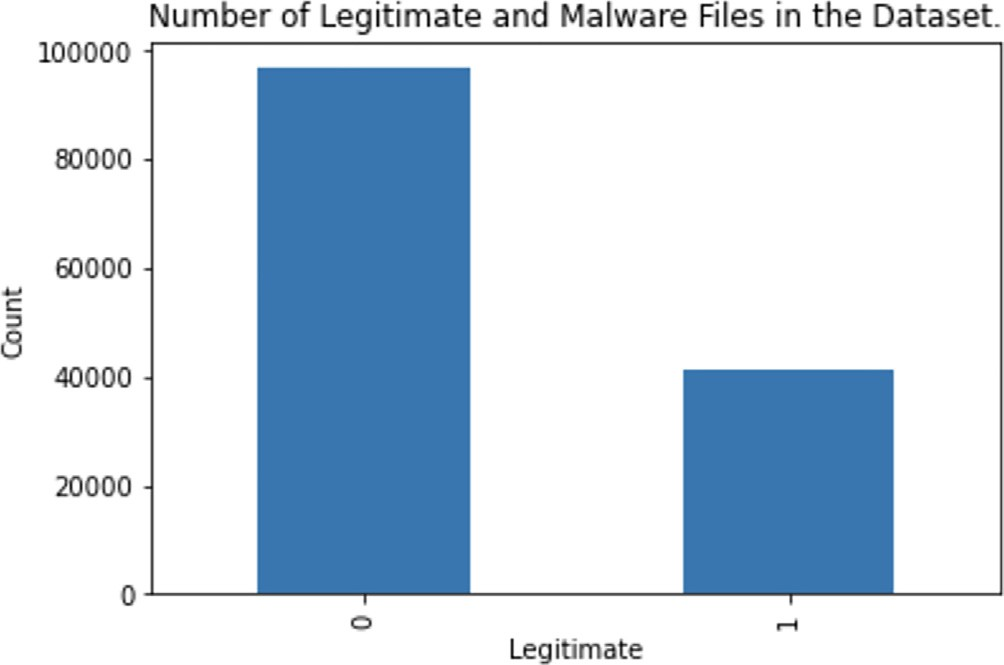 Number of Legitimate and Malware Files in the Dataset.
100000
80000
60000
40000
20000
0
Count
0
1
Legitimate